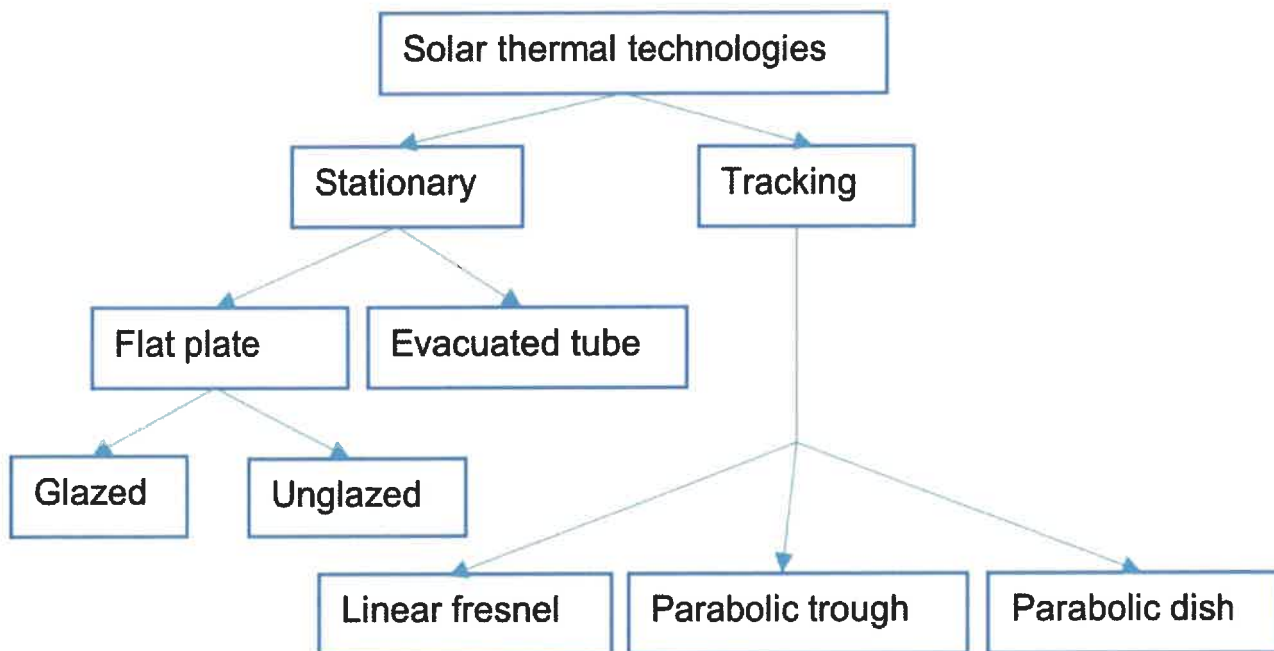 Solar thermal technologies
Stationary
Tracking
Flat plate
Evacuated tube
Glazed
Unglazed
Linear fresnel
Parabolic trough
Parabolic dish